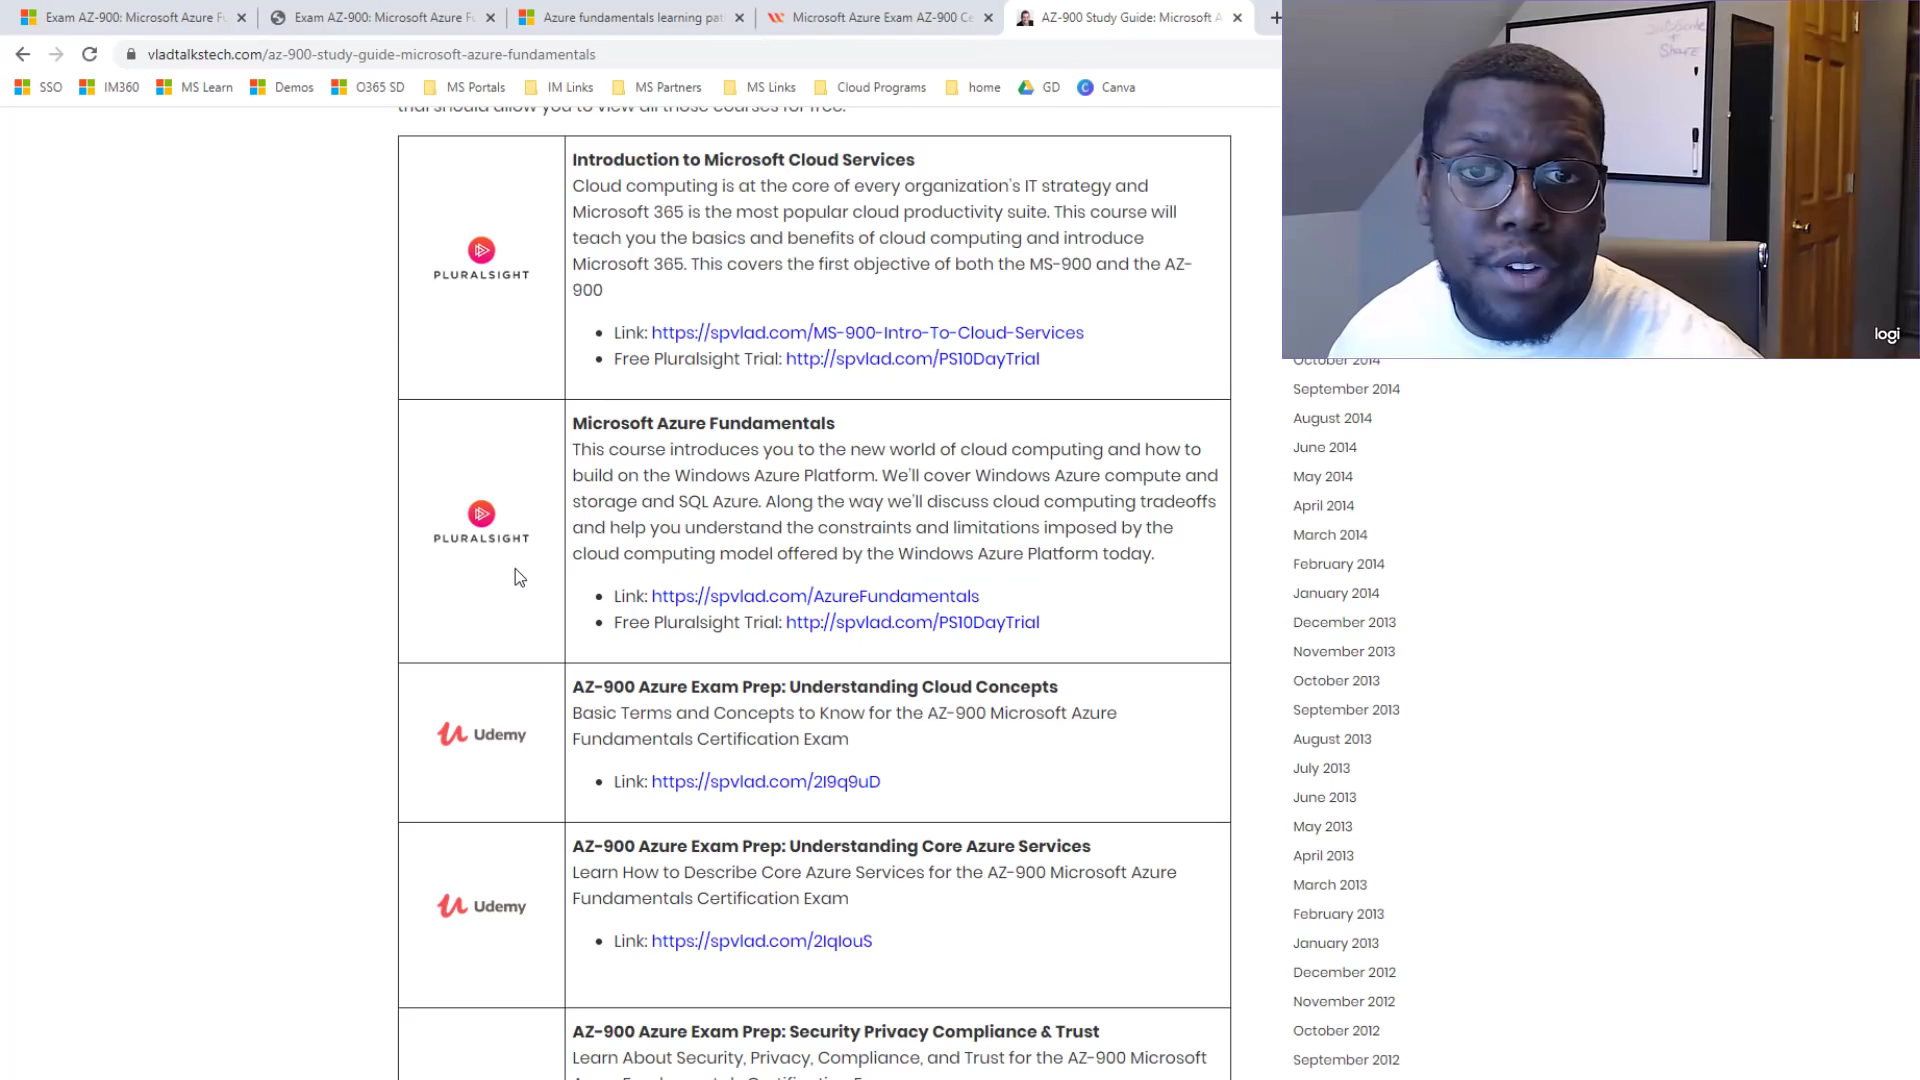 Exam AZ-900: Microsoft Azure F
Exam AZ-900: Microsoft Azure Fu
Azure fundamentals learning pat
Microsoft Azure Exam AZ-900 Ce
AZ-900 Study Guide: Microsoft A
vladtalkstech.com/az-900-study-guide-microsoft-azure-fundamentals
SSO IM360 MS Learn Demos O365 SD MS Portals IM Links MS Partners MS Links Cloud Programs home GD Canva
that should allow you to view all those courses for free.
PLURALSIGHT
Introduction to Microsoft Cloud Services
Cloud computing is at the core of every organization's IT strategy and
Microsoft 365 is the most popular cloud productivity suite. This course will
teach you the basics and benefits of cloud computing and introduce
Microsoft 365. This covers the first objective of both the MS-900 and the AZ-
900
• Link: https://spvlad.com/MS-900-Intro-To-Cloud-Services
• Free Pluralsight Trial: http://spvlad.com/PS10DayTrial
PLURALSIGHT
Microsoft Azure Fundamentals
This course introduces you to the new world of cloud computing and how to
build on the Windows Azure Platform. We'll cover Windows Azure compute and
storage and SQL Azure. Along the way we'll discuss cloud computing tradeoffs
and help you understand the constraints and limitations imposed by the
cloud computing model offered by the Windows Azure Platform today.
• Link: https://spvlad.com/AzureFundamentals
• Free Pluralsight Trial: http://spvlad.com/PS10DayTrial
Udemy
AZ-900 Azure Exam Prep: Understanding Cloud Concepts
Basic Terms and Concepts to Know for the AZ-900 Microsoft Azure
Fundamentals Certification Exam
• Link: https://spvlad.com/2I9q9uD
Udemy
AZ-900 Azure Exam Prep: Understanding Core Azure Services
Learn How to Describe Core Azure Services for the AZ-900 Microsoft Azure
Fundamentals Certification Exam
• Link: https://spvlad.com/2IqIouS
AZ-900 Azure Exam Prep: Security Privacy Compliance & Trust
Learn About Security, Privacy, Compliance, and Trust for the AZ-900 Microsoft
Share
logi
October 2014
September 2014
August 2014
June 2014
May 2014
April 2014
March 2014
February 2014
January 2014
December 2013
November 2013
October 2013
September 2013
August 2013
July 2013
June 2013
May 2013
April 2013
March 2013
February 2013
January 2013
December 2012
November 2012
October 2012
September 2012